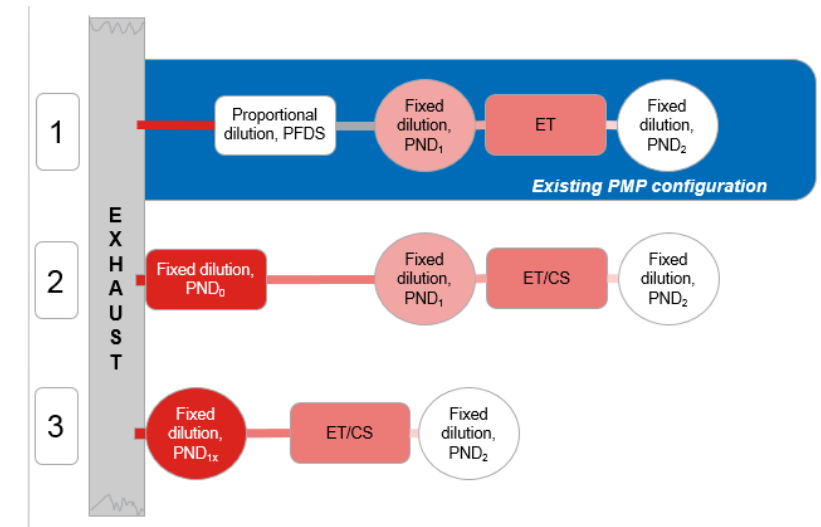 1
Proportional
dilution, PFDS
Fixed
dilution,
PND₁
ET
Fixed
dilution,
PND₂
Existing PMP configuration
EXHAUST
2
Fixed dilution,
PND₀
Fixed
dilution,
PND₁
ET/CS
Fixed
dilution,
PND₂
3
Fixed
dilution,
PND₁ₓ
ET/CS
Fixed
dilution,
PND₂